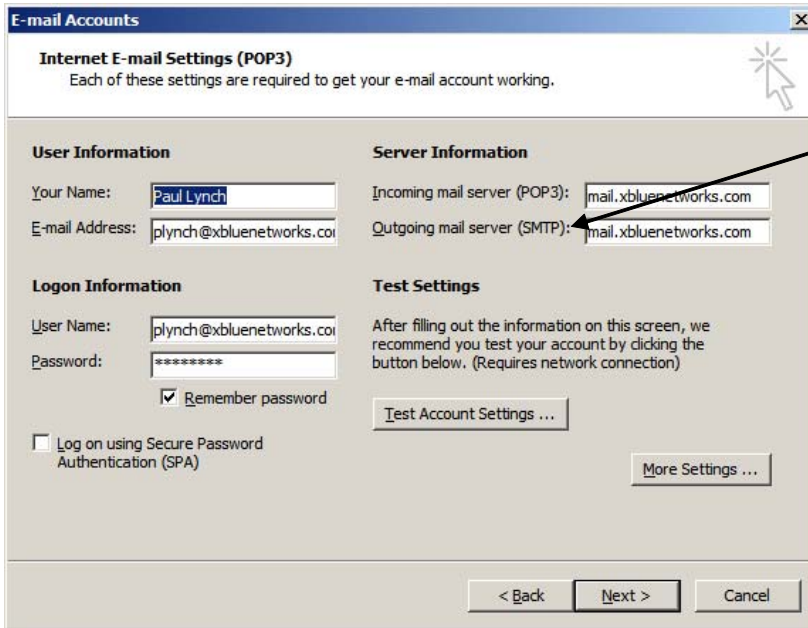 E-mail Accounts
Internet E-mail Settings (POP3)
Each of these settings are required to get your e-mail account working.
User Information
Your Name: Paul Lynch
E-mail Address: plynch@xbluenetworks.co
Server Information
Incoming mail server (POP3): mail.xbluenetworks.com
Outgoing mail server (SMTP): mail.xbluenetworks.com
Logon Information
User Name: plynch@xbluenetworks.co
Password: ********
Remember password
Log on using Secure Password
Authentication (SPA)
Test Settings
After filling out the information on this screen, we
recommend you test your account by clicking the
button below. (Requires network connection)
Test Account Settings ...
More Settings ...
< Back
Next >
Cancel